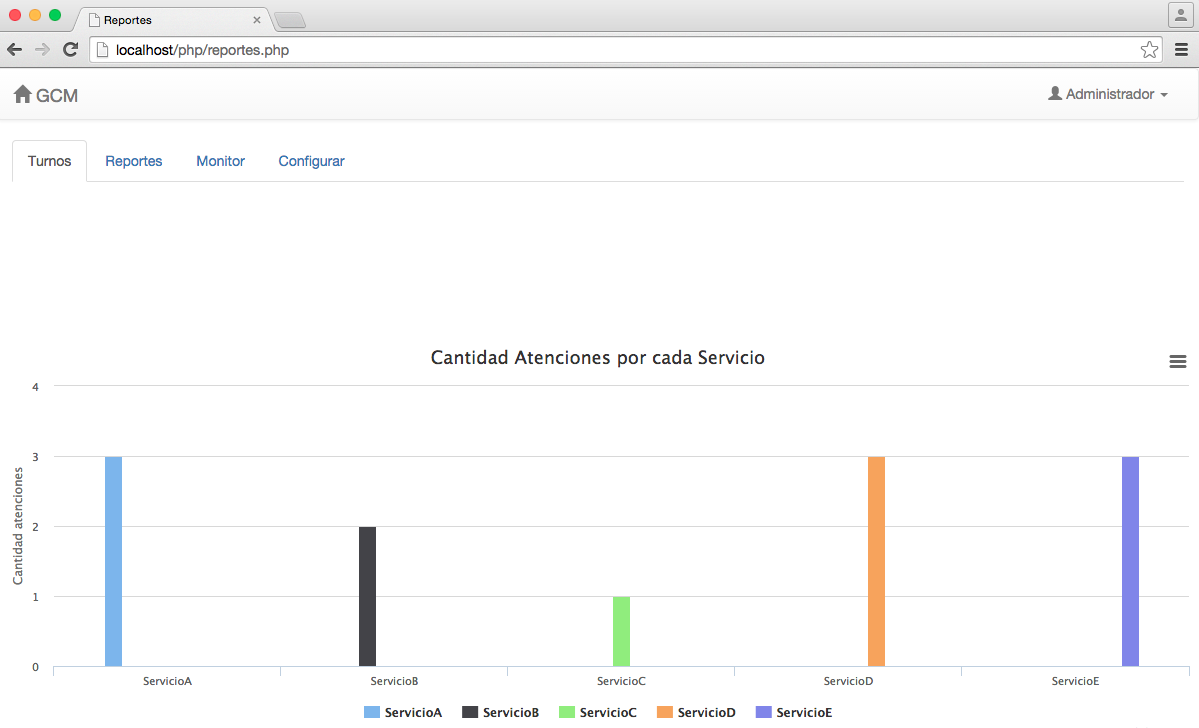 Reportes
localhost/php/reportes.php
GCM
Administrador
Turnos Reportes Monitor Configurar
Cantidad Atenciones por cada Servicio
Cantidad atenciones
4
3
2
1
0
ServicioA ServicioB ServicioC ServicioD ServicioE
ServicioA ServicioB ServicioC ServicioD ServicioE